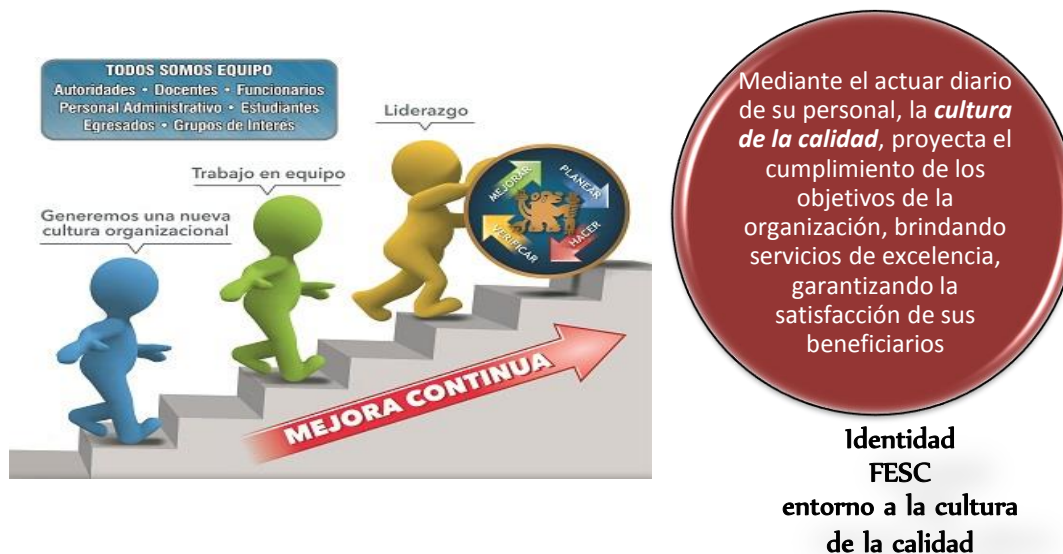 TODOS SOMOS EQUIPO
Autoridades • Docentes • Funcionarios
Personal Administrativo • Estudiantes
Egresados • Grupos de Interés
Liderazgo
Trabajo en equipo
Generemos una nueva
cultura organizacional
MEJORAR
PLANEAR
HACER
VERIFICAR
MEJORA CONTINUA
Mediante el actuar diario
de su personal, la cultura
de la calidad, proyecta el
cumplimiento de los
objetivos de la
organización, brindando
servicios de excelencia,
garantizando la
satisfacción de sus
beneficiarios
Identidad
FESC
entorno a la cultura
de la calidad